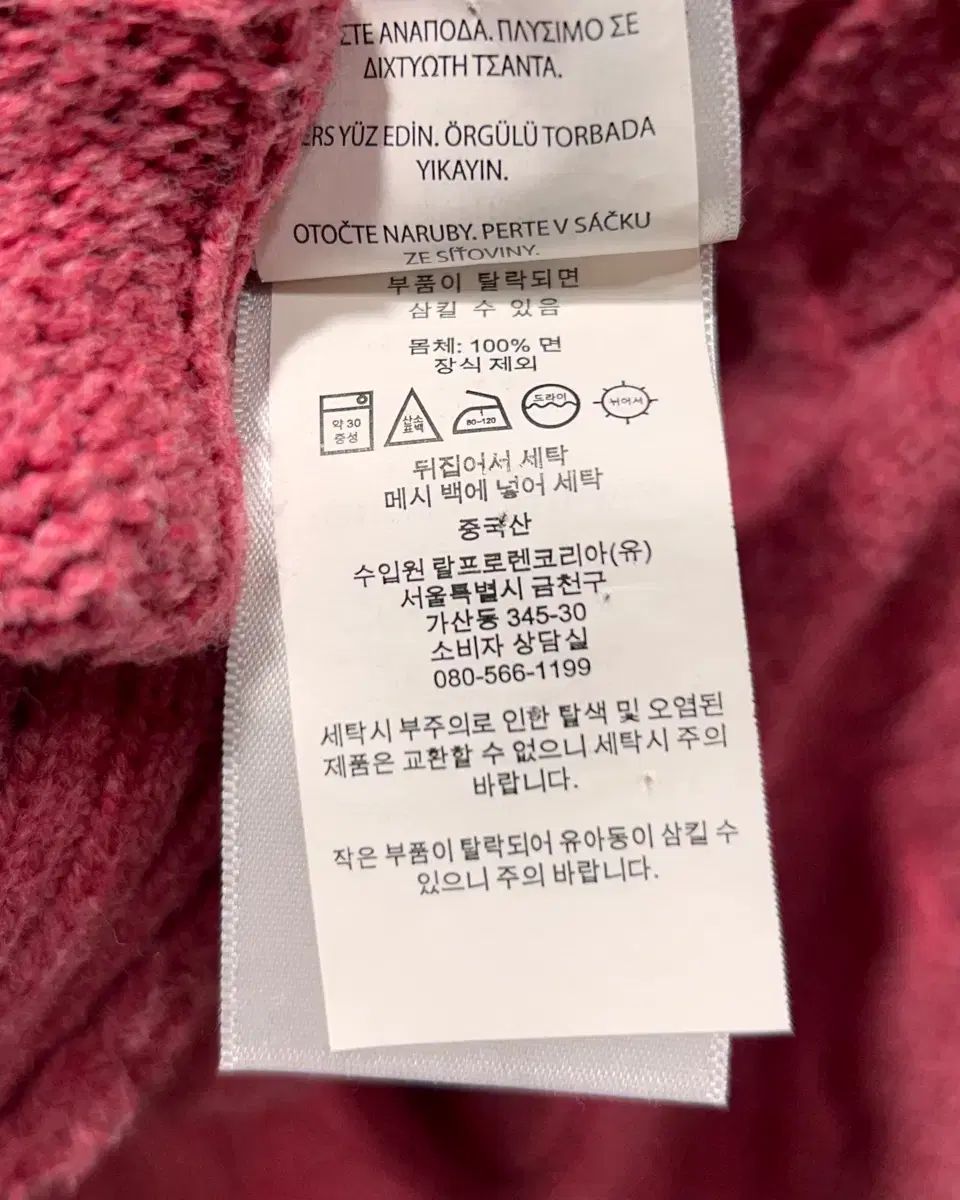 ΣΤΕ ΑΝΑΠΟΔΑ. ΠΛΥΣΙΜΟ ΣΕ
ΔΙΧΤΥΩΤΗ ΤΣΑΝΤΑ.
ERS YÜZ EDİN. ÖRGÜLÜ TORBADA
YIKAYIN.
OTOČTE NARUBY. PERTE V SÁČKU
ZE SÍŤOVINY.
부품이 탈락되면
삼킬 수 있음
몸체: 100% 면
장식 제외
약 30
중성
산소
표백
1
80-120
드라이
뉘어서
뒤집어서 세탁
메시 백에 넣어 세탁
중국산
수입원 랄프로렌코리아(유)
서울특별시 금천구
가산동 345-30
소비자 상담실
080-566-1199
세탁시 부주의로 인한 탈색 및 오염된
제품은 교환할 수 없으니 세탁시 주의
바랍니다.
작은 부품이 탈락되어 유아동이 삼킬 수
있으니 주의 바랍니다.